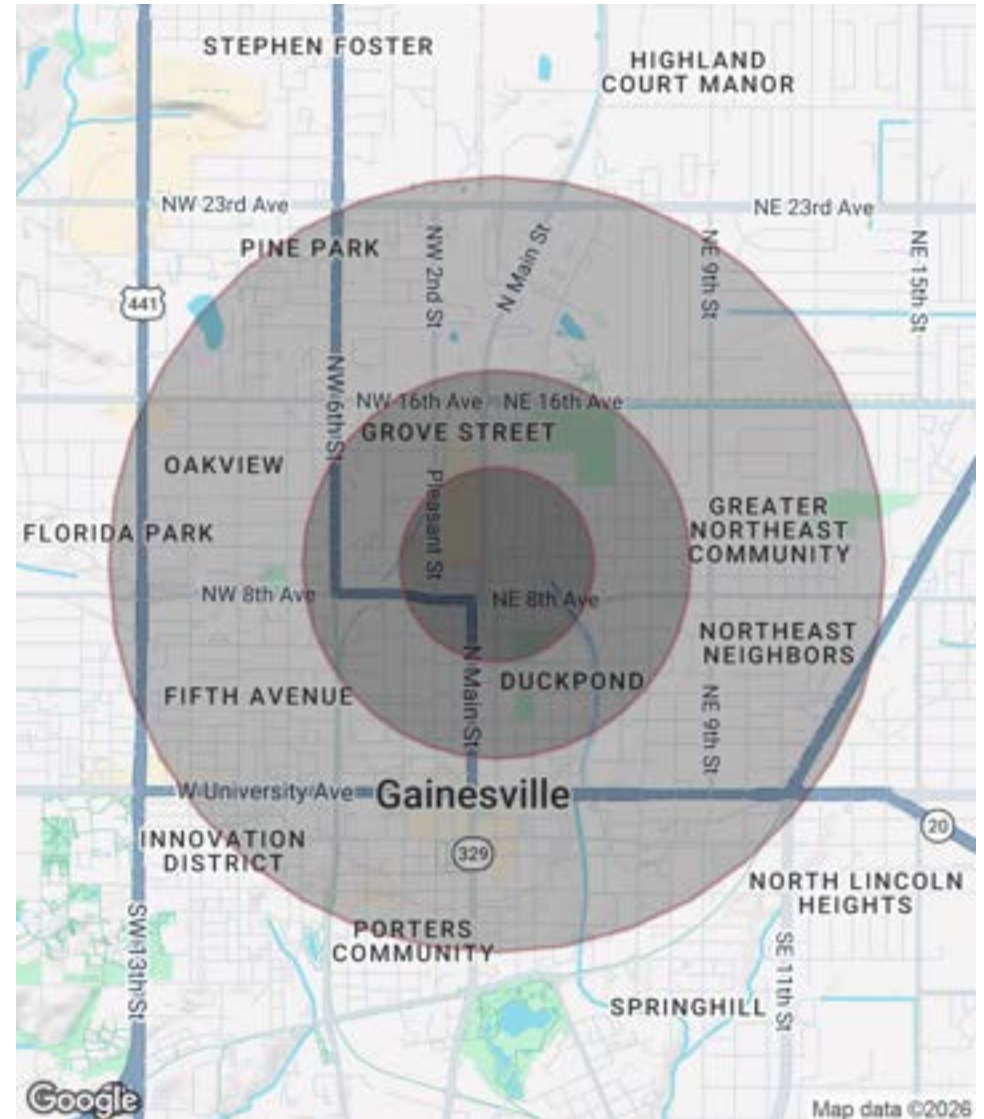 STEPHEN FOSTER
HIGHLAND
COURT MANOR
NW 23rd Ave
NE 23rd Ave
PINE PARK
NW 2nd St
N Main St
NE 9th St
NE 15th St
441
NW 6th St
NW 16th Ave
NE 16th Ave
GROVE STREET
OAKVIEW
Pleasant St
GREATER
NORTHEAST
COMMUNITY
FLORIDA PARK
NW 8th Ave
NE 8th Ave
NORTHEAST
NEIGHBORS
N Main St
DUCKPOND
FIFTH AVENUE
NE 9th St
W University Ave
Gainesville
20
INNOVATION
DISTRICT
329
NORTH LINCOLN
HEIGHTS
SW 13th St
PORTERS
COMMUNITY
SE 11th St
SPRINGHILL
Google
Map data ©2026